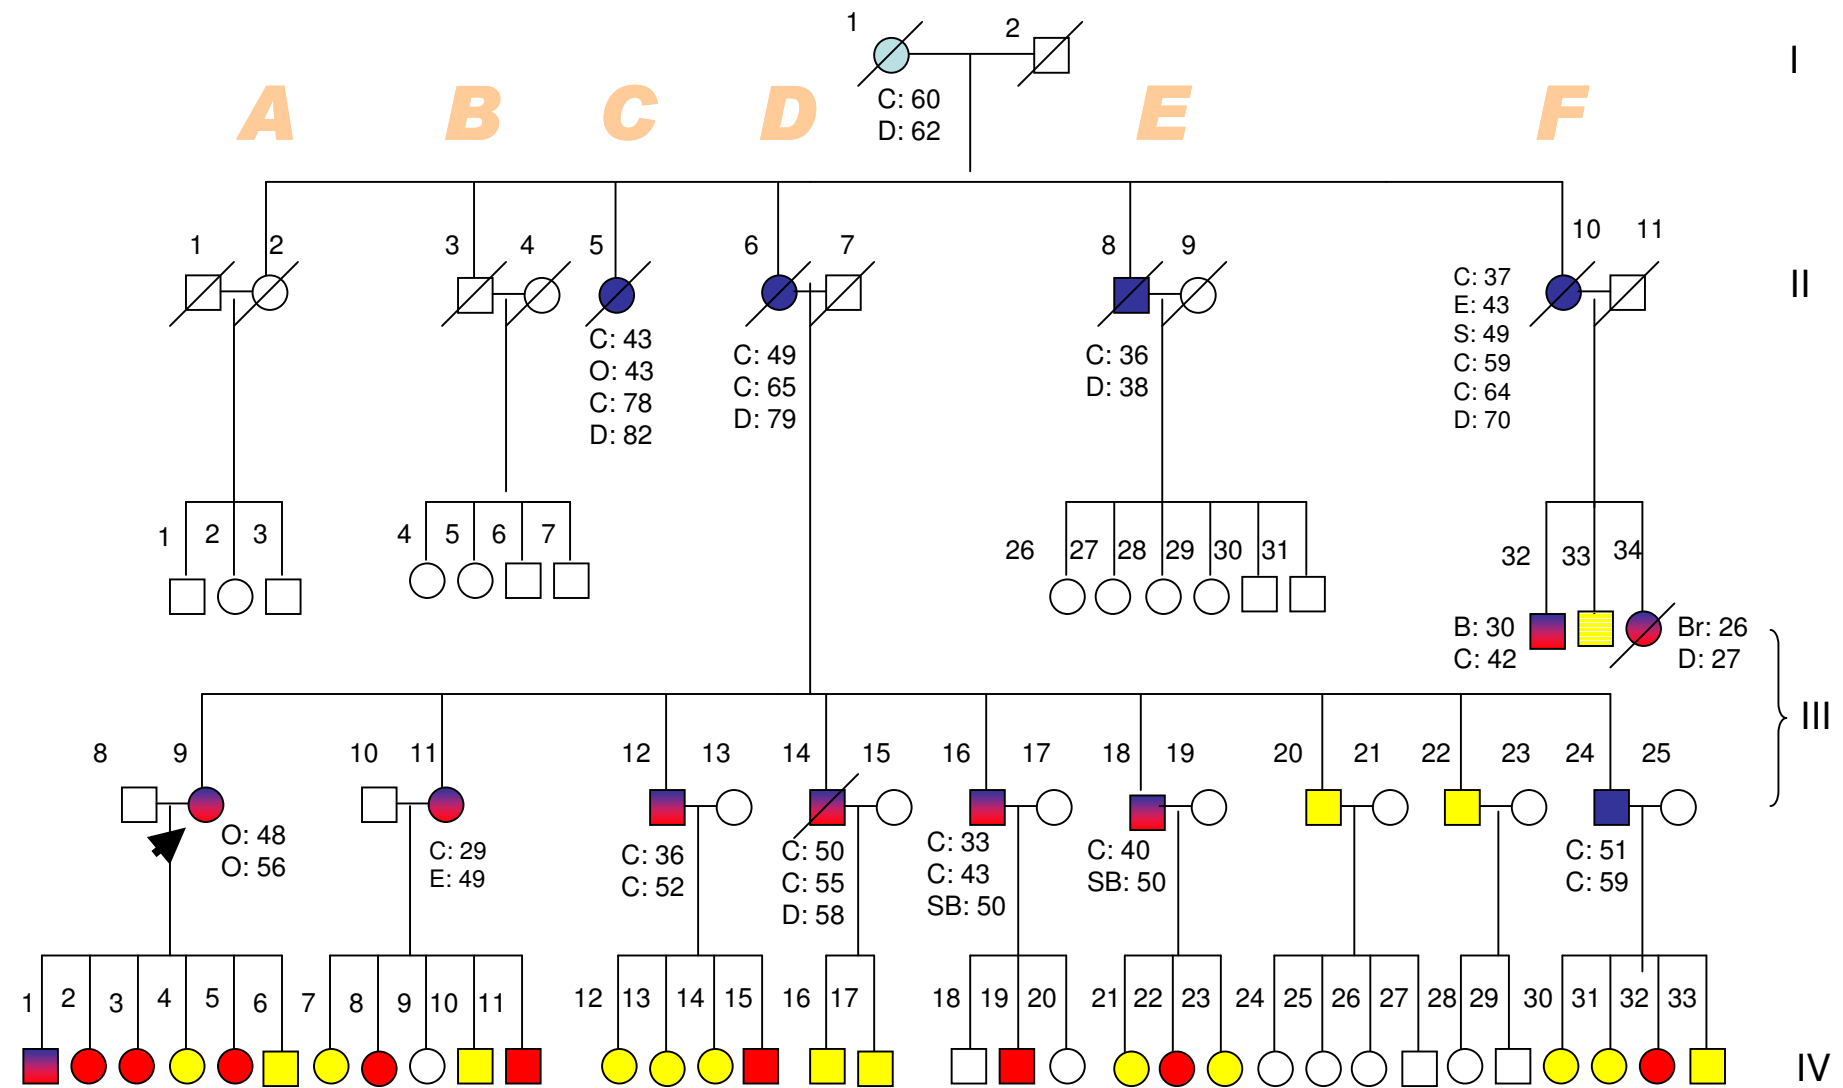 1 2 I
C: 60
D: 62
A B C D E F
1 2 3 4 5 6 7 8 9 10 11 II
C: 43
O: 43
C: 78
D: 82
C: 49
C: 65
D: 79
C: 36
D: 38
C: 37
E: 43
S: 49
C: 59
C: 64
D: 70
1 2 3 4 5 6 7 26 27 28 29 30 31 32 33 34
B: 30
C: 42
Br: 26
D: 27
III
8 9 10 11 12 13 14 15 16 17 18 19 20 21 22 23 24 25
O: 48
O: 56
C: 29
E: 49
C: 36
C: 52
C: 50
C: 55
D: 58
C: 33
C: 43
SB: 50
C: 40
SB: 50
C: 51
C: 59
1 2 3 4 5 6 7 8 9 10 11 12 13 14 15 16 17 18 19 20 21 22 23 24 25 26 27 28 29 30 31 32 33
IV